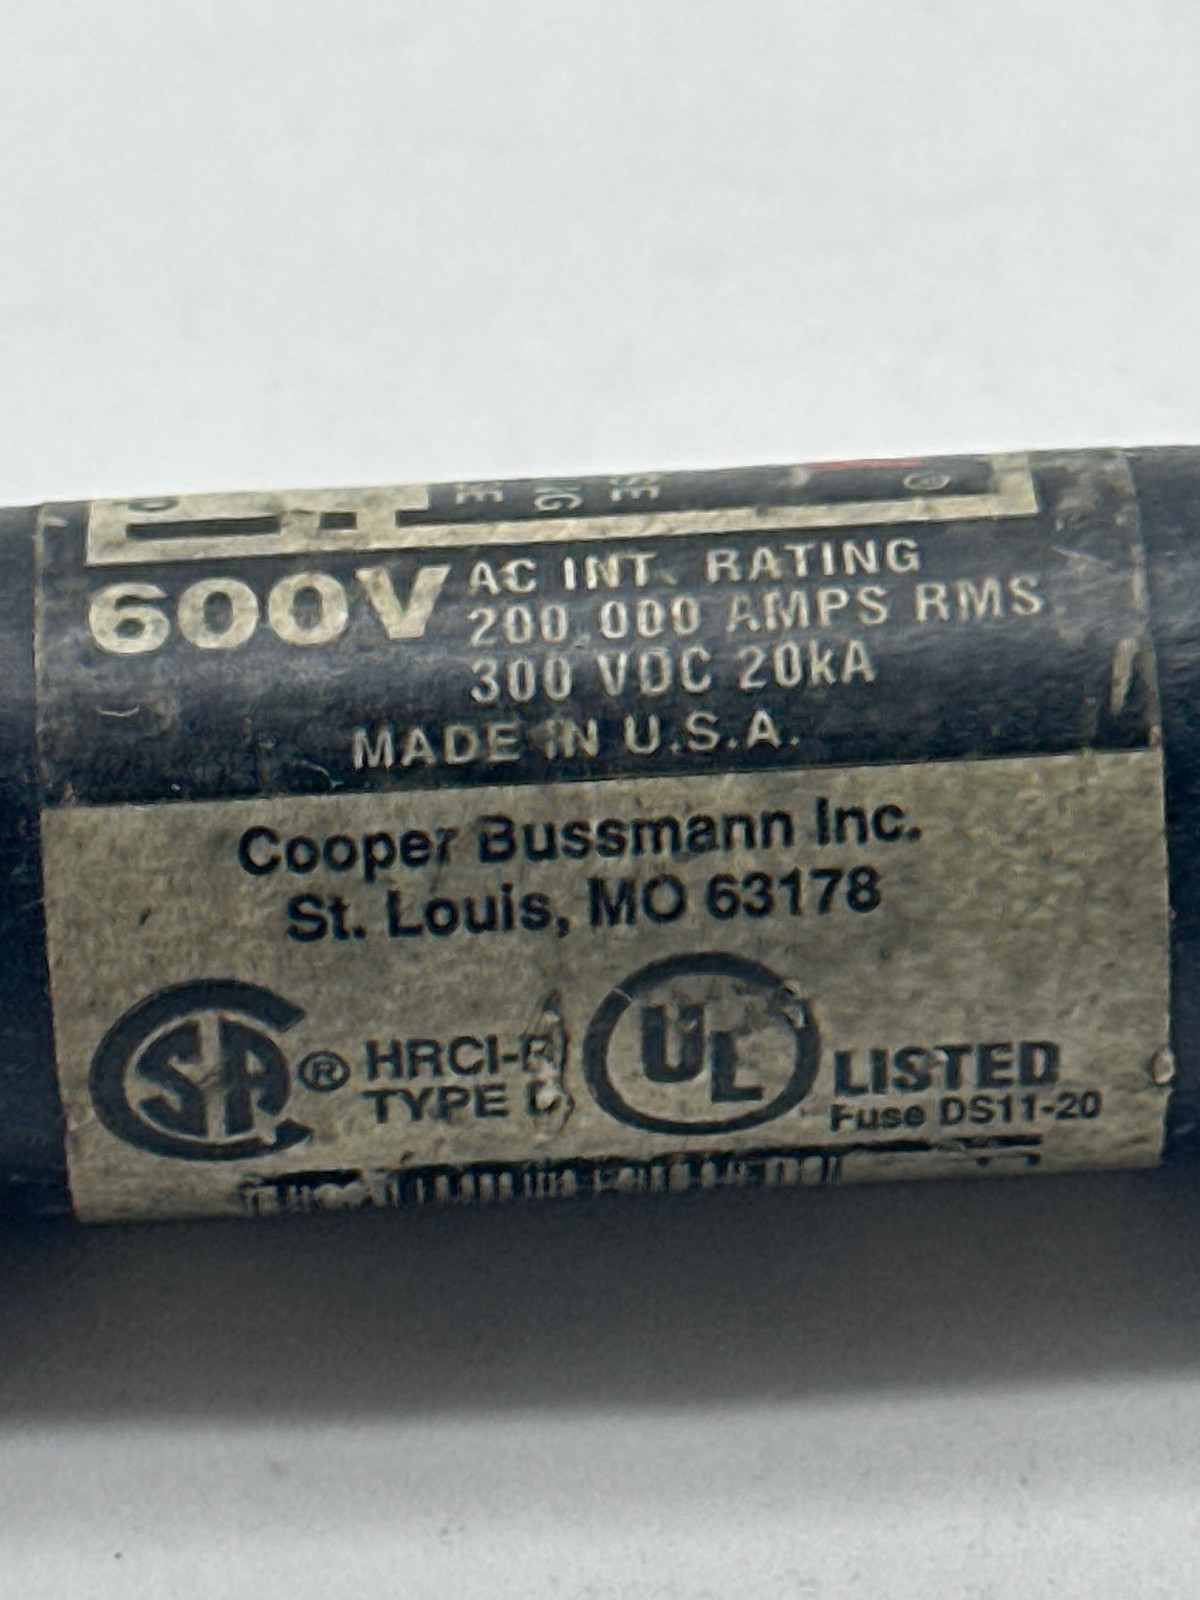 600V
AC INT. RATING
200,000 AMPS RMS
300 VDC 20kA
MADE IN U.S.A.
Cooper Bussmann Inc.
St. Louis, MO 63178
SA ® HRCI-R
TYPE D
UL LISTED
Fuse DS11-20